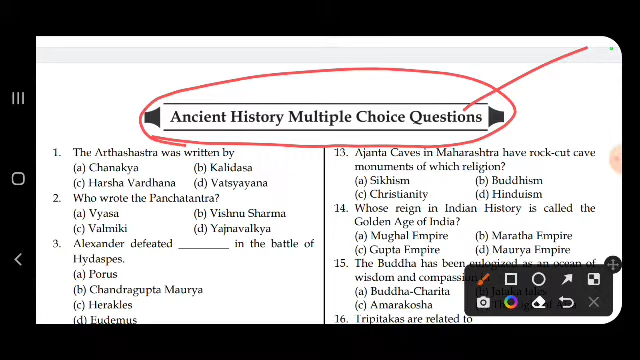 Ancient History Multiple Choice Questions
1. The Arthashastra was written by
(a) Chanakya (b) Kalidasa
(c) Harsha Vardhana (d) Vatsyayana
2. Who wrote the Panchatantra?
(a) Vyasa (b) Vishnu Sharma
(c) Valmiki (d) Yajnavalkya
3. Alexander defeated __________ in the battle of
Hydaspes.
(a) Porus
(b) Chandragupta Maurya
(c) Herakles
(d) Eudemus
13. Ajanta Caves in Maharashtra have rock-cut cave
monuments of which religion?
(a) Sikhism (b) Buddhism
(c) Christianity (d) Hinduism
14. Whose reign in Indian History is called the
Golden Age of India?
(a) Mughal Empire (b) Maratha Empire
(c) Gupta Empire (d) Maurya Empire
15. The Buddha has been eulogized as an ocean of
wisdom and compassion
(a) Buddha-Charita (b) Jataka tales
(c) Amarakosha
16. Tripitakas are related to